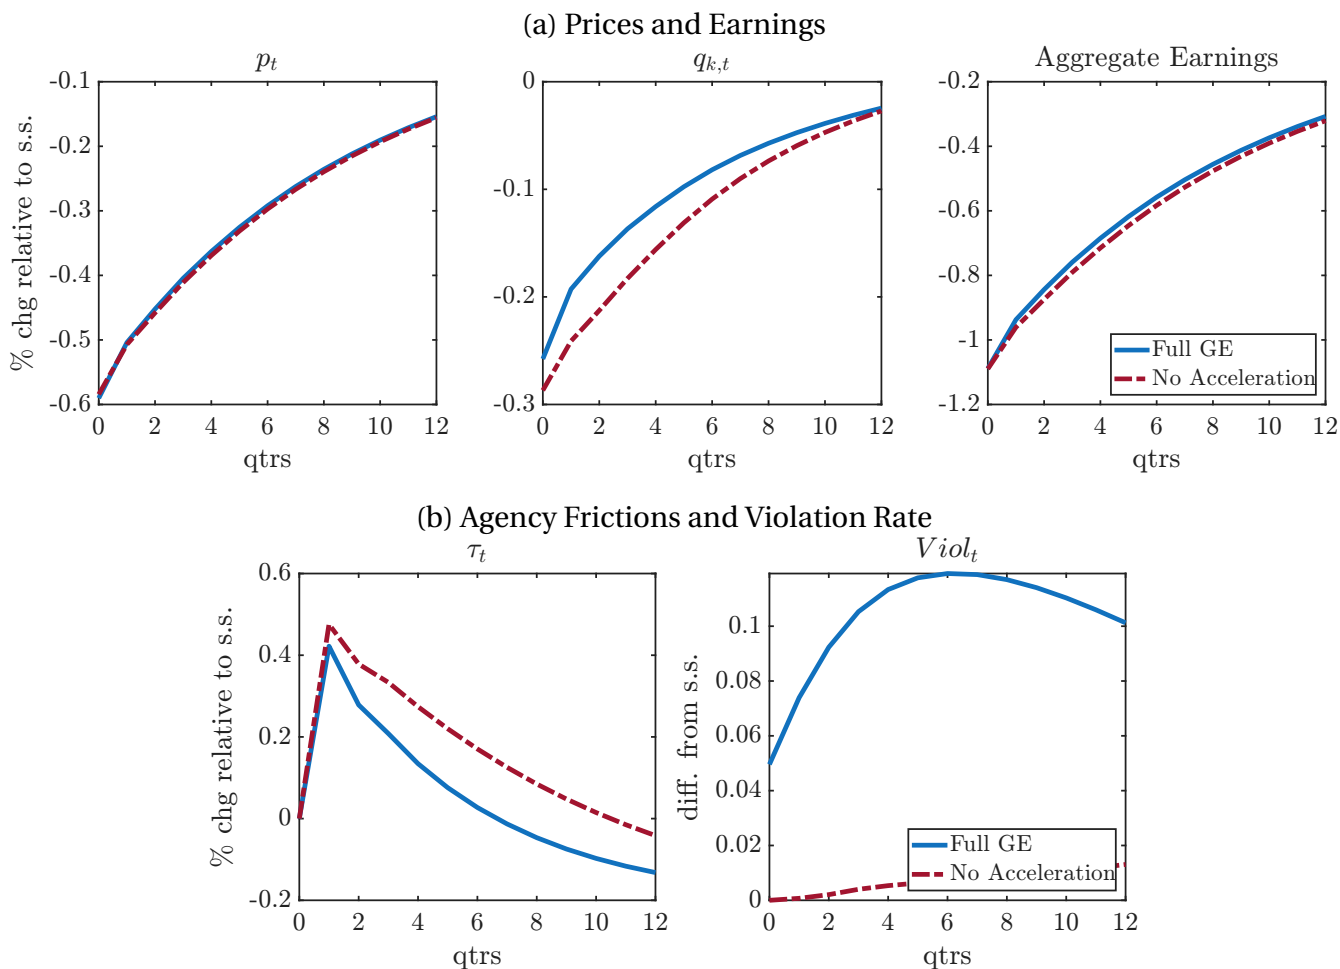 (a) Prices and Earnings
p_t
q_{k,t}
Aggregate Earnings
% chg relative to s.s.
-0.1
-0.2
-0.3
-0.4
-0.5
-0.6
0 2 4 6 8 10 12
qtrs
0
-0.1
-0.2
-0.3
0 2 4 6 8 10 12
qtrs
-0.2
-0.4
-0.6
-0.8
-1
-1.2
0 2 4 6 8 10 12
qtrs
Full GE
No Acceleration
(b) Agency Frictions and Violation Rate
τ_t
Viol_t
% chg relative to s.s.
0.6
0.4
0.2
0
-0.2
0 2 4 6 8 10 12
qtrs
diff. from s.s.
0.1
0.08
0.06
0.04
0.02
0
0 2 4 6 8 10 12
qtrs
Full GE
No Acceleration